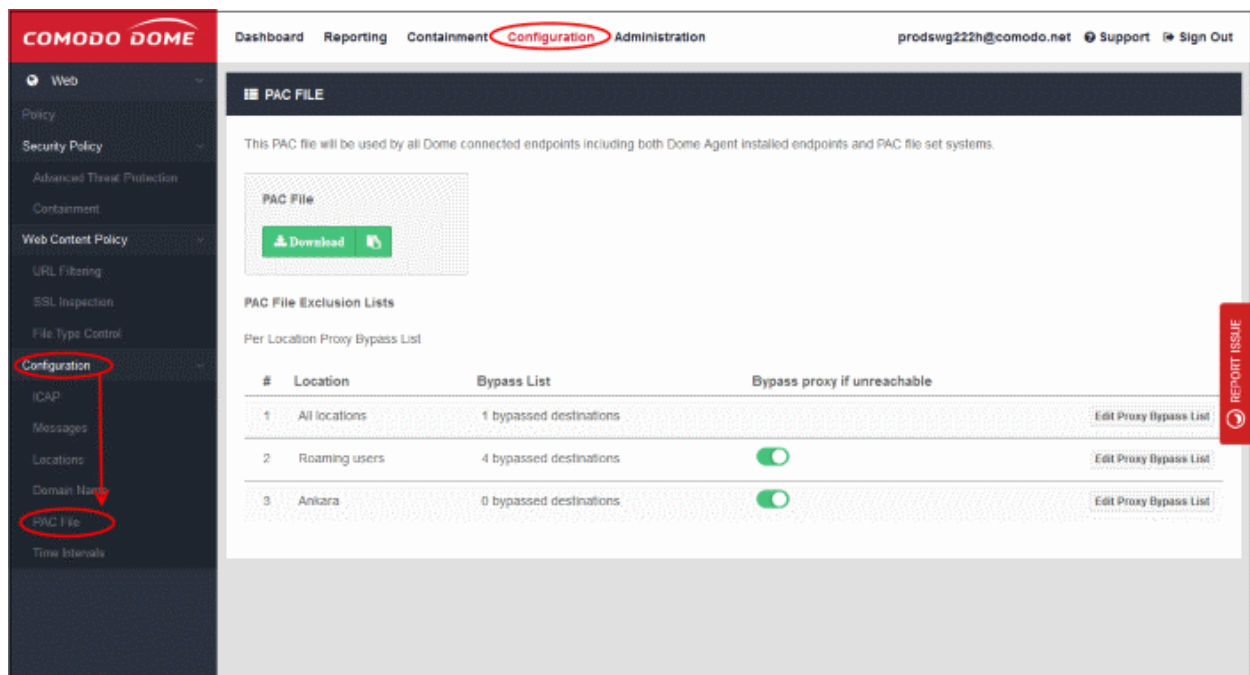 COMODO DOME
Dashboard Reporting Containment Configuration Administration prodswg222h@comodo.net Support Sign Out
Web
Policy
Security Policy
Advanced Threat Protection
Containment
Web Content Policy
URL Filtering
SSL Inspection
File Type Control
Configuration
ICAP
Messages
Locations
Domain Name
PAC File
Time Intervals
PAC FILE
This PAC file will be used by all Dome connected endpoints including both Dome Agent installed endpoints and PAC file set systems.
PAC File
Download
PAC File Exclusion Lists
Per Location Proxy Bypass List
# Location Bypass List Bypass proxy if unreachable
1 All locations 1 bypassed destinations Edit Proxy Bypass List
2 Roaming users 4 bypassed destinations Edit Proxy Bypass List
3 Ankara 0 bypassed destinations Edit Proxy Bypass List
REPORT ISSUE